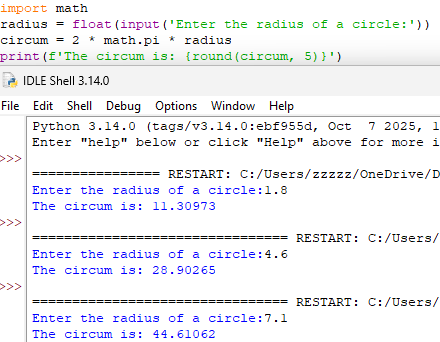 import math
radius = float(input('Enter the radius of a circle:'))
circum = 2 * math.pi * radius
print(f'The circum is: {round(circum, 5)}')
IDLE Shell 3.14.0
File Edit Shell Debug Options Window Help
Python 3.14.0 (tags/v3.14.0:ebf955d, Oct 7 2025, 1
Enter "help" below or click "Help" above for more i
>>>
================ RESTART: C:/Users/zzzzz/OneDrive/D
Enter the radius of a circle:1.8
The circum is: 11.30973
>>>
================================ RESTART: C:/Users/
Enter the radius of a circle:4.6
The circum is: 28.90265
>>>
================================ RESTART: C:/Users/
Enter the radius of a circle:7.1
The circum is: 44.61062